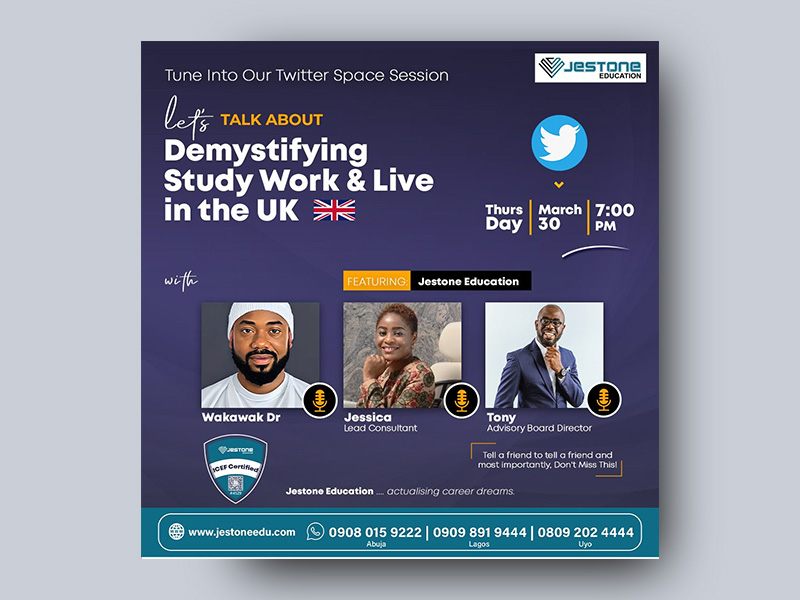 Tune Into Our Twitter Space Session
JESTONE
EDUCATION
let's TALK ABOUT
Demystifying
Study Work & Live
in the UK
Thurs Day | March 30 | 7:00 PM
with
FEATURING: Jestone Education
Wakawak Dr
Jessica
Lead Consultant
Tony
Advisory Board Director
JESTONE
ICEF Certified
Tell a friend to tell a friend and
most importantly, Don't Miss This!
Jestone Education .... actualising career dreams.
www.jestoneedu.com
0908 015 9222 | 0909 891 9444 | 0809 202 4444
Abuja Lagos Uyo